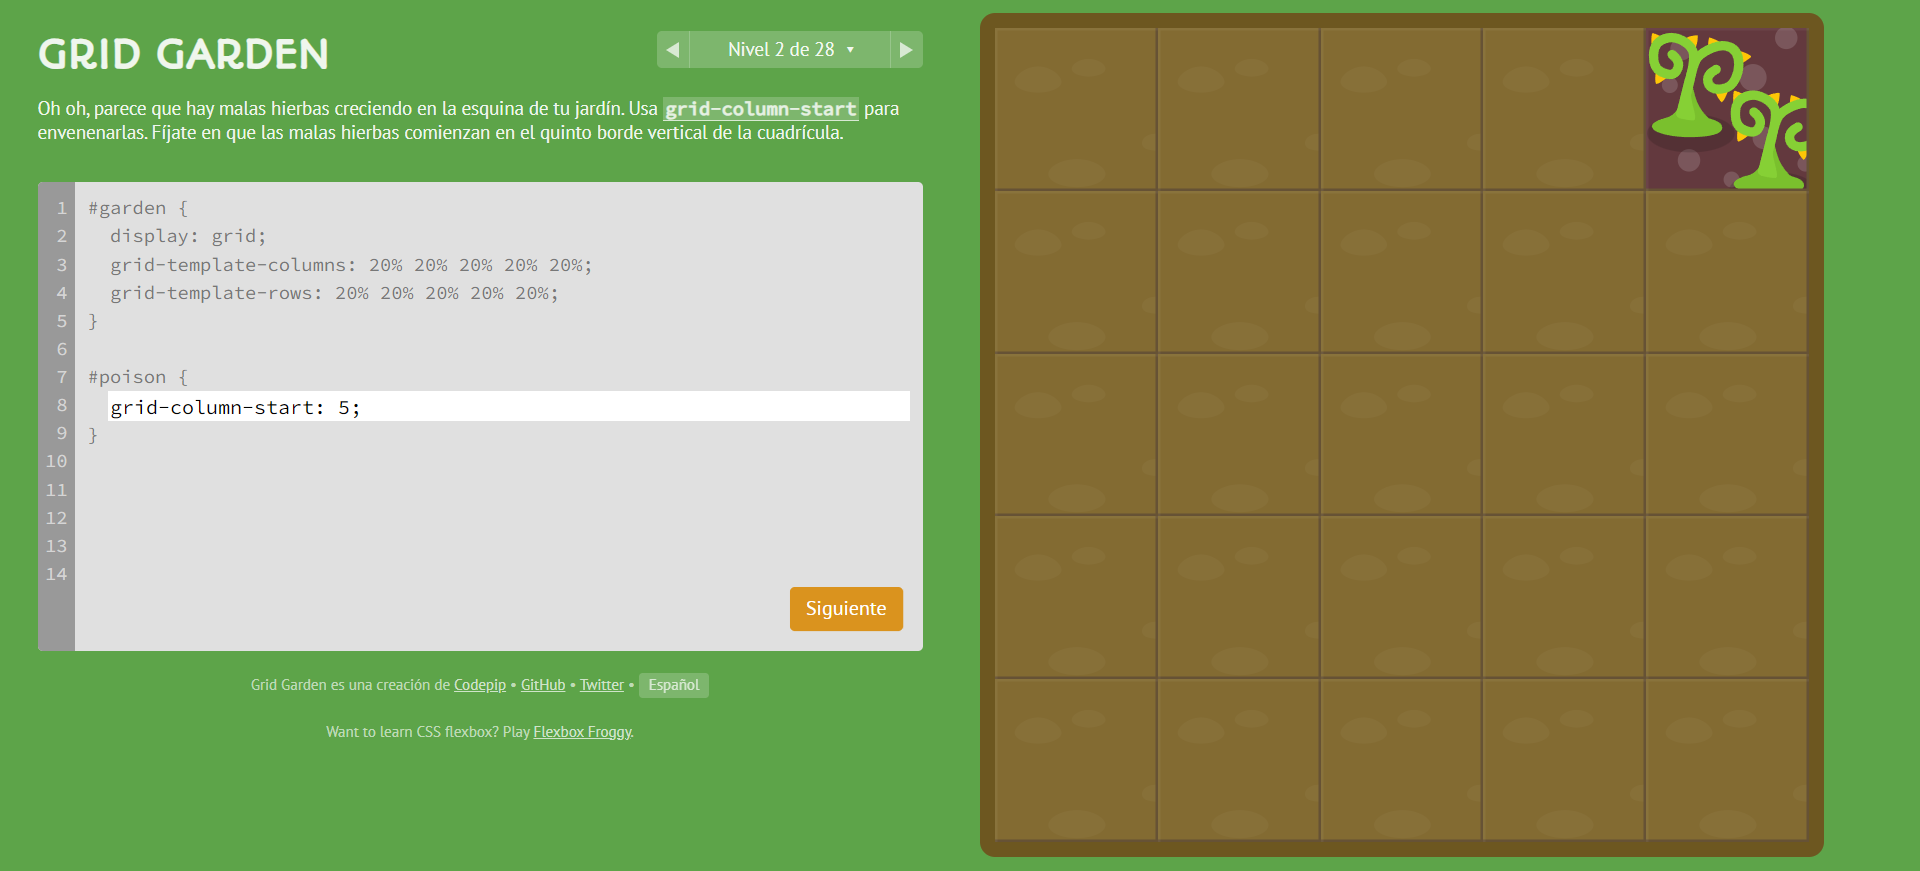 GRID GARDEN
◀ Nivel 2 de 28 ▼ ▶
Oh oh, parece que hay malas hierbas creciendo en la esquina de tu jardín. Usa grid-column-start para
envenenarlas. Fíjate en que las malas hierbas comienzan en el quinto borde vertical de la cuadrícula.
1 #garden {
2 display: grid;
3 grid-template-columns: 20% 20% 20% 20% 20%;
4 grid-template-rows: 20% 20% 20% 20% 20%;
5 }
6
7 #poison {
8 grid-column-start: 5;
9 }
10
11
12
13
14
Siguiente
Grid Garden es una creación de Codepip • GitHub • Twitter • Español
Want to learn CSS flexbox? Play Flexbox Froggy.